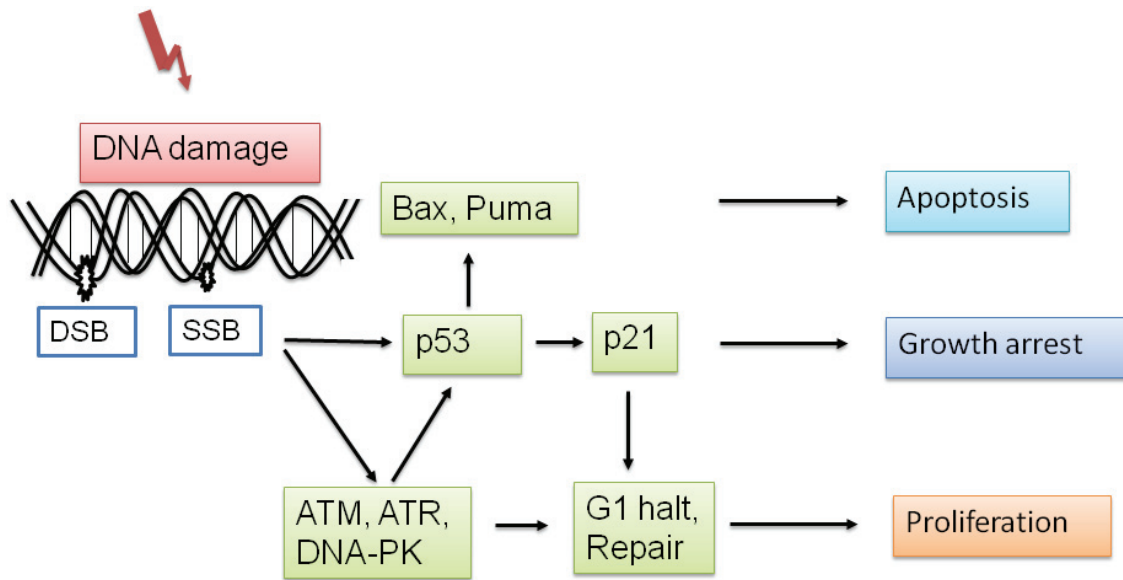 DNA damage
Bax, Puma
Apoptosis
DSB
SSB
p53
p21
Growth arrest
ATM, ATR,
DNA-PK
G1 halt,
Repair
Proliferation